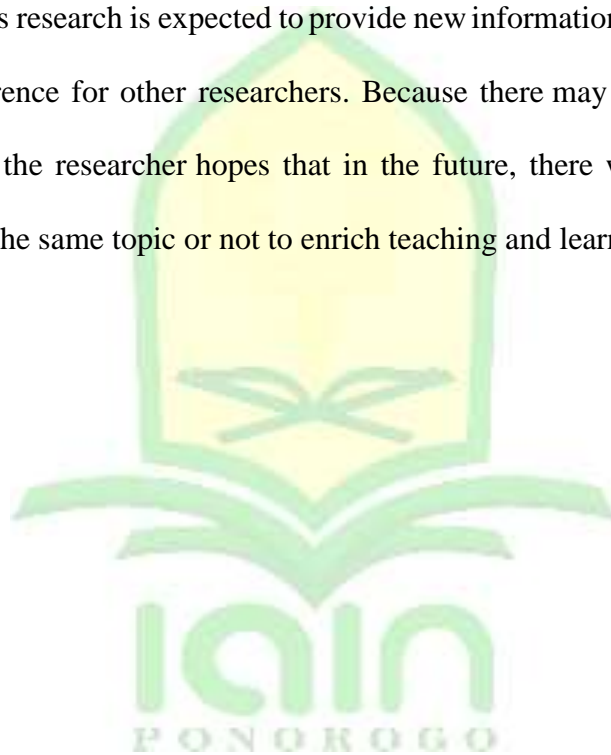 s research is expected to provide new information
rence for other researchers. Because there may
the researcher hopes that in the future, there
he same topic or not to enrich teaching and learn
iain
PONOROGO